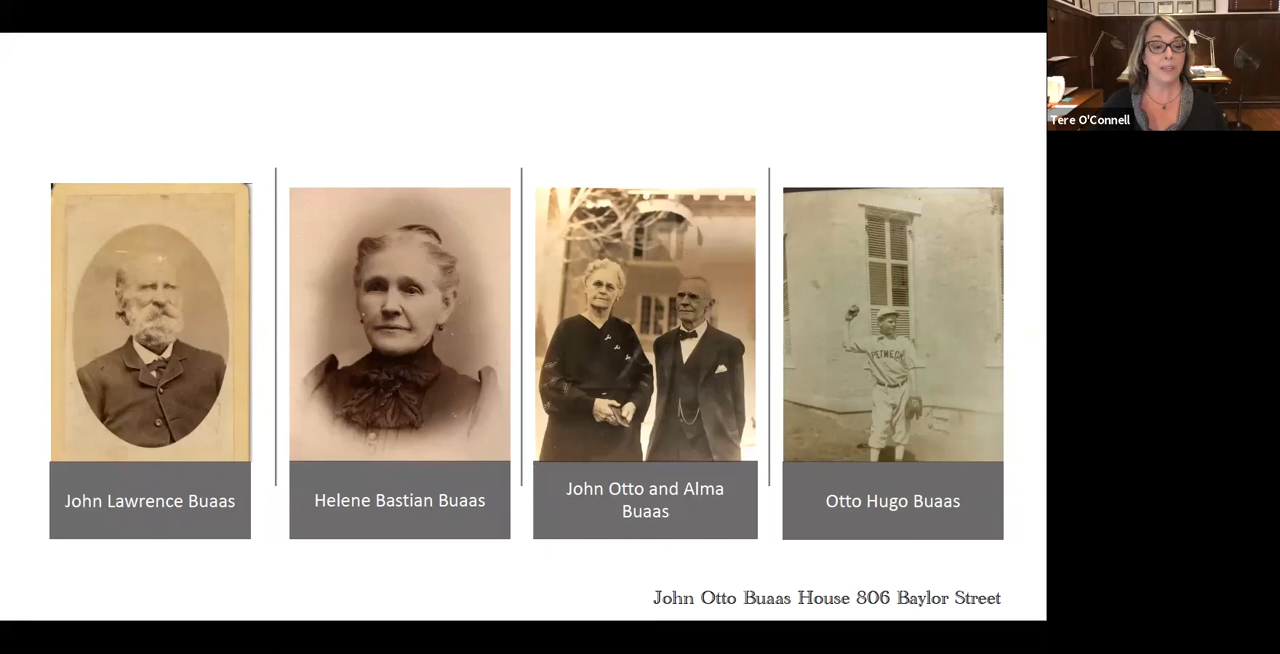 Tere O'Connell
John Lawrence Buaas
Helene Bastian Buaas
John Otto and Alma
Buaas
Otto Hugo Buaas
John Otto Buaas House 806 Baylor Street